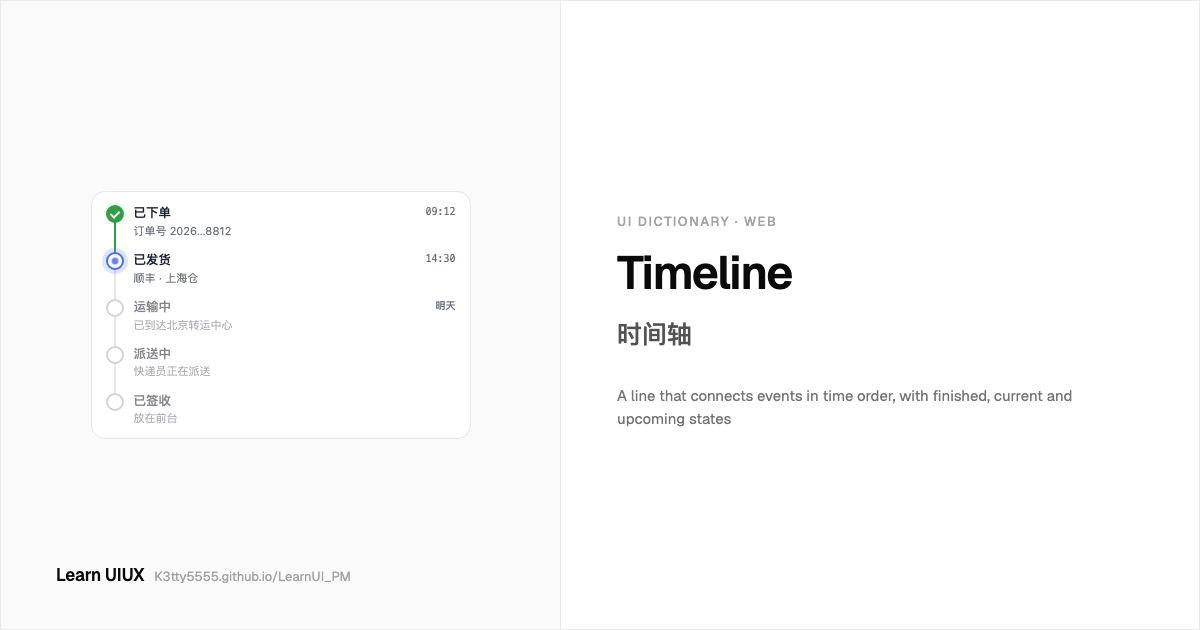 已下单 09:12
订单号 2026...8812
已发货 14:30
顺丰 · 上海仓
运输中 明天
已到达北京转运中心
派送中
快递员正在派送
已签收
放在前台
Learn UIUX K3tty5555.github.io/LearnUI_PM
UI DICTIONARY · WEB
Timeline
时间轴
A line that connects events in time order, with finished, current and
upcoming states